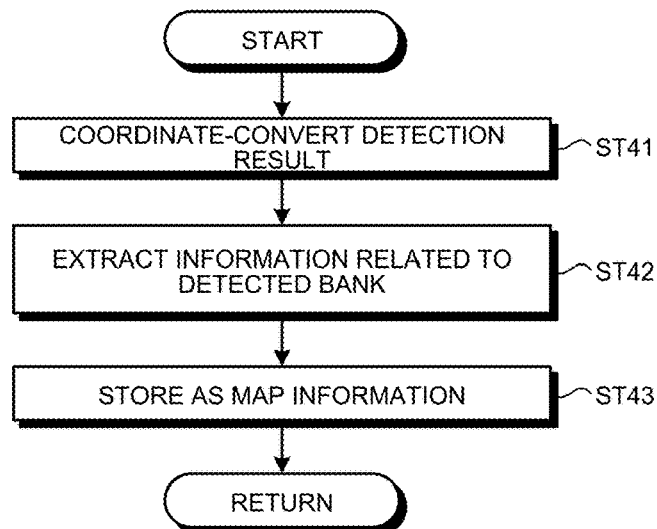 START
COORDINATE-CONVERT DETECTION
RESULT
ST41
EXTRACT INFORMATION RELATED TO
DETECTED BANK
ST42
STORE AS MAP INFORMATION
ST43
RETURN